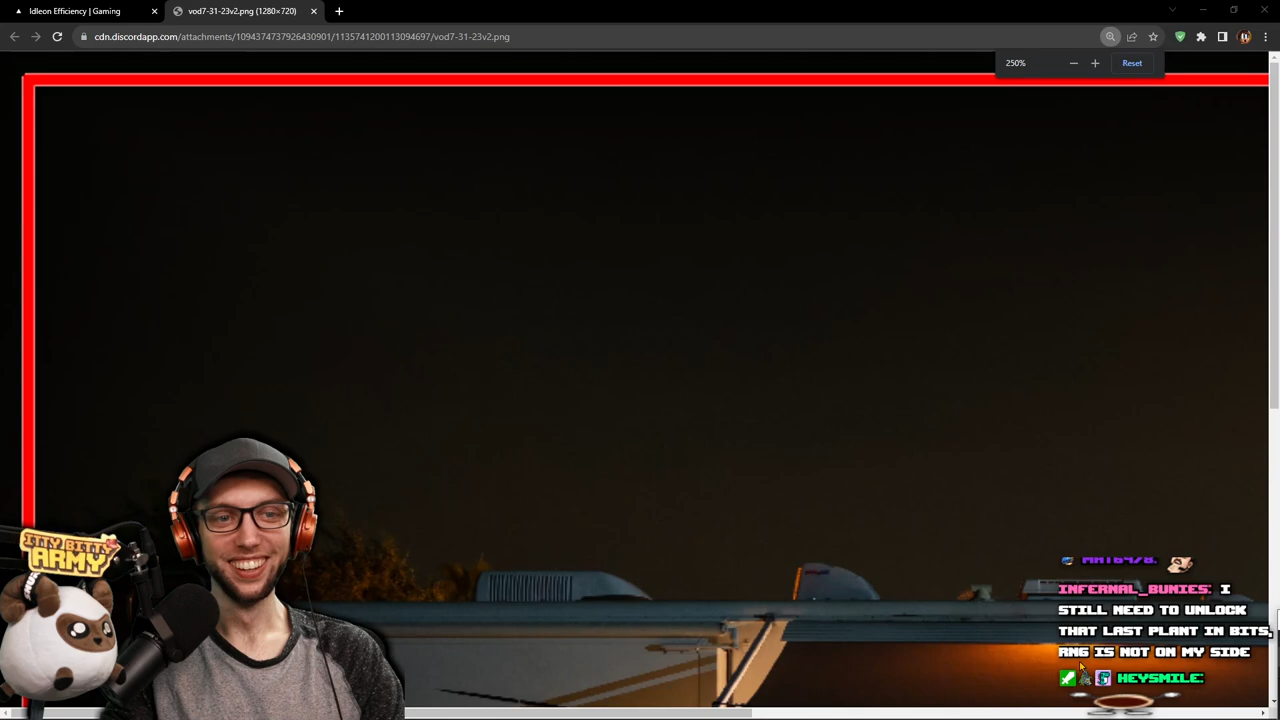 Idleon Efficiency | Gaming
vod7-31-23v2.png (1280×720)
cdn.discordapp.com/attachments/1094374737926430901/1135741200113094697/vod7-31-23v2.png
250%
Reset
ITTY BITTY
ARMY
INFERNAL_BUNIES: I
STILL NEED TO UNLOCK
THAT LAST PLANT IN BITS,
RNG IS NOT ON MY SIDE
HEYSMILE: